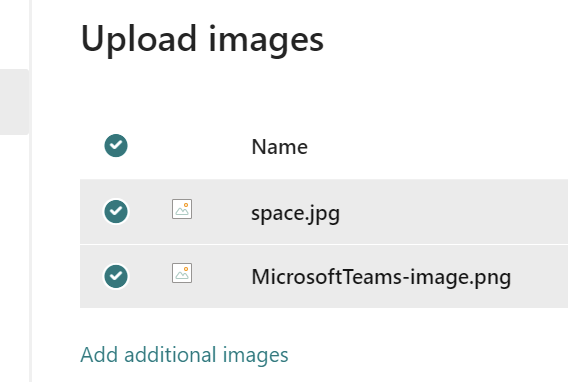 Upload images
Name
space.jpg
MicrosoftTeams-image.png
Add additional images